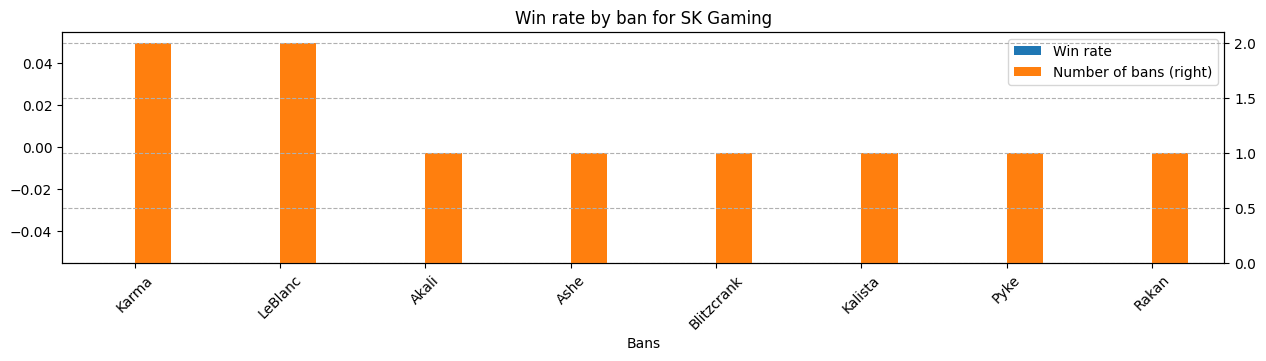 Win rate by ban for SK Gaming
Win rate
Number of bans (right)
0.04
0.02
0.00
−0.02
−0.04
2.0
1.5
1.0
0.5
0.0
Karma
LeBlanc
Akali
Ashe
Blitzcrank
Kalista
Pyke
Rakan
Bans